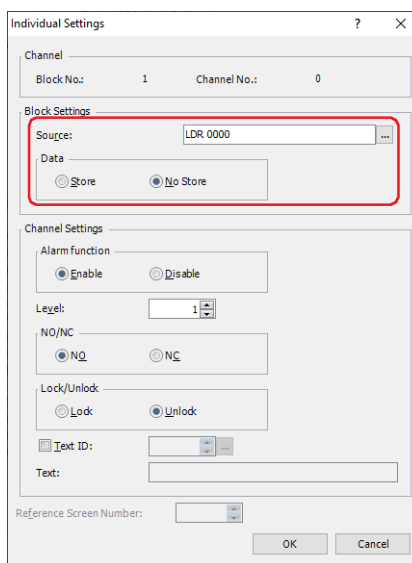 Individual Settings ? ×
Channel
Block No.: 1 Channel No.: 0
Block Settings
Source: LDR 0000 ...
Data
Store No Store
Channel Settings
Alarm function
Enable Disable
Level: 1
NO/NC
NO NC
Lock/Unlock
Lock Unlock
Text ID: ...
Text:
Reference Screen Number:
OK Cancel